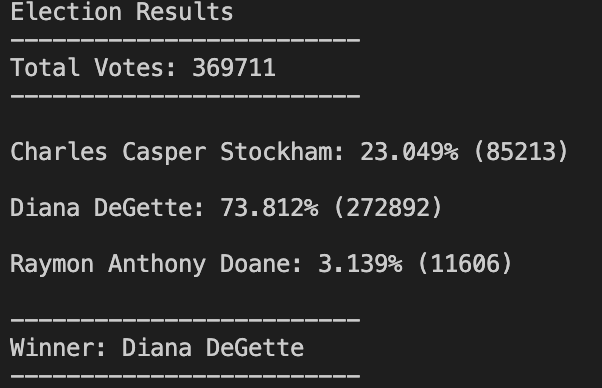 Election Results
-------------------------
Total Votes: 369711
-------------------------
Charles Casper Stockham: 23.049% (85213)
Diana DeGette: 73.812% (272892)
Raymon Anthony Doane: 3.139% (11606)
-------------------------
Winner: Diana DeGette
-------------------------